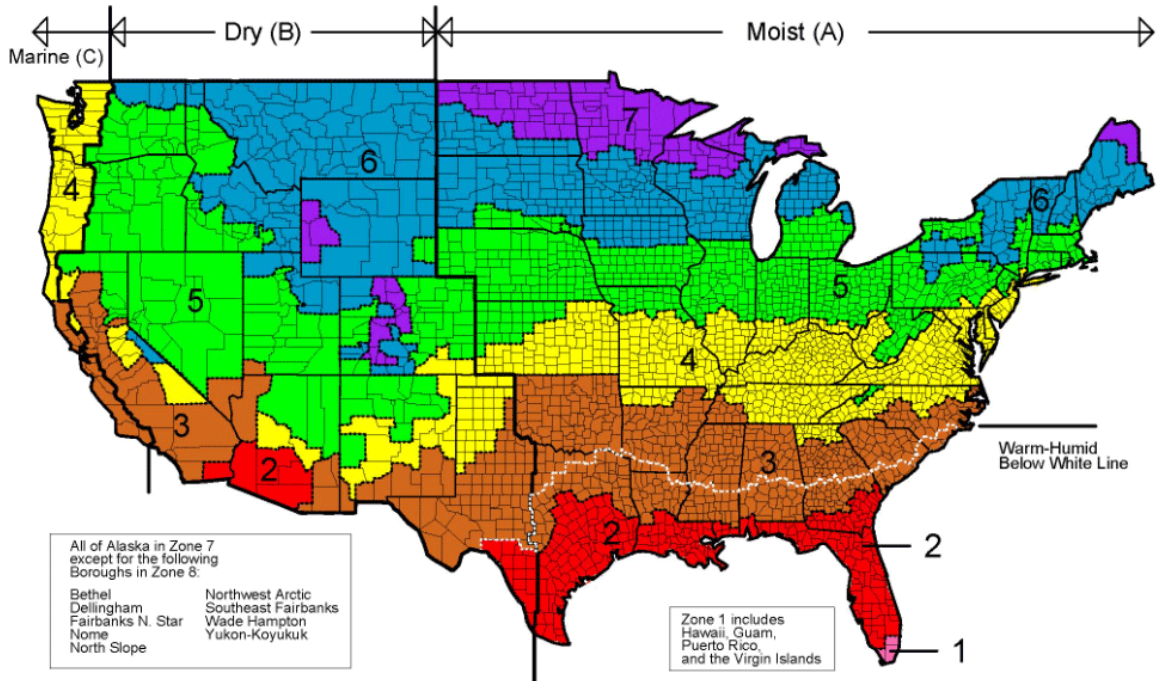 Marine (C)
Dry (B)
Moist (A)
7
6
4
6
5
5
4
3
3
2
2
2
1
Warm-Humid
Below White Line
All of Alaska in Zone 7
except for the following
Boroughs in Zone 8:
Bethel
Dellingham
Fairbanks N. Star
Nome
North Slope
Northwest Arctic
Southeast Fairbanks
Wade Hampton
Yukon-Koyukuk
Zone 1 includes
Hawaii, Guam,
Puerto Rico,
and the Virgin Islands